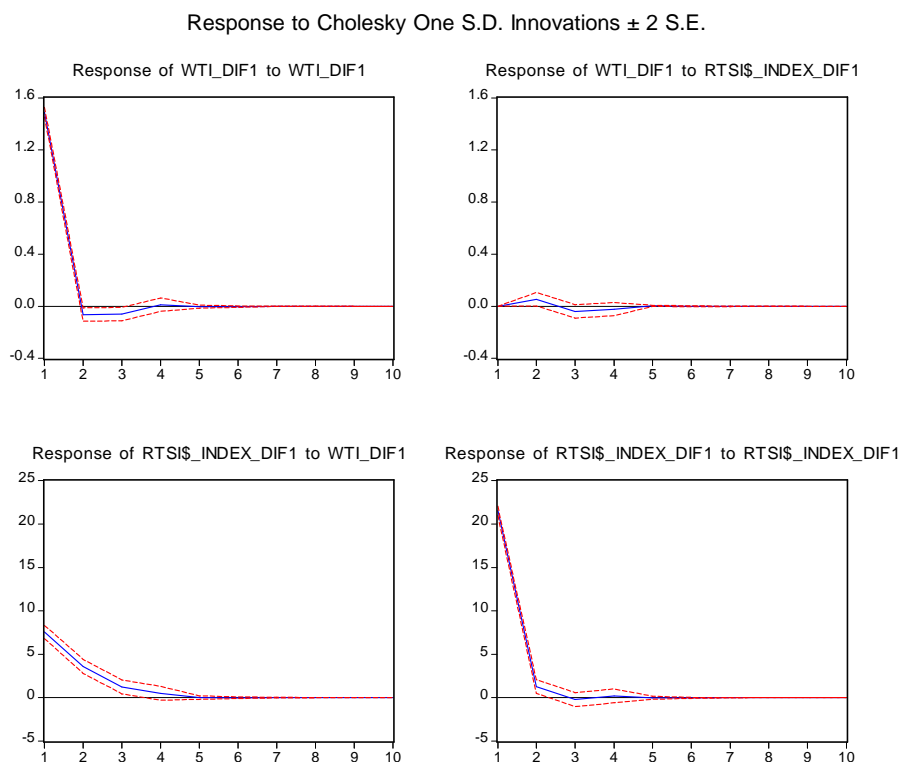 Response to Cholesky One S.D. Innovations ± 2 S.E.
Response of WTI_DIF1 to WTI_DIF1
1.6
1.2
0.8
0.4
0.0
-0.4
1 2 3 4 5 6 7 8 9 10
Response of WTI_DIF1 to RTSI$_INDEX_DIF1
1.6
1.2
0.8
0.4
0.0
-0.4
1 2 3 4 5 6 7 8 9 10
Response of RTSI$_INDEX_DIF1 to WTI_DIF1
25
20
15
10
5
0
-5
1 2 3 4 5 6 7 8 9 10
Response of RTSI$_INDEX_DIF1 to RTSI$_INDEX_DIF1
25
20
15
10
5
0
-5
1 2 3 4 5 6 7 8 9 10